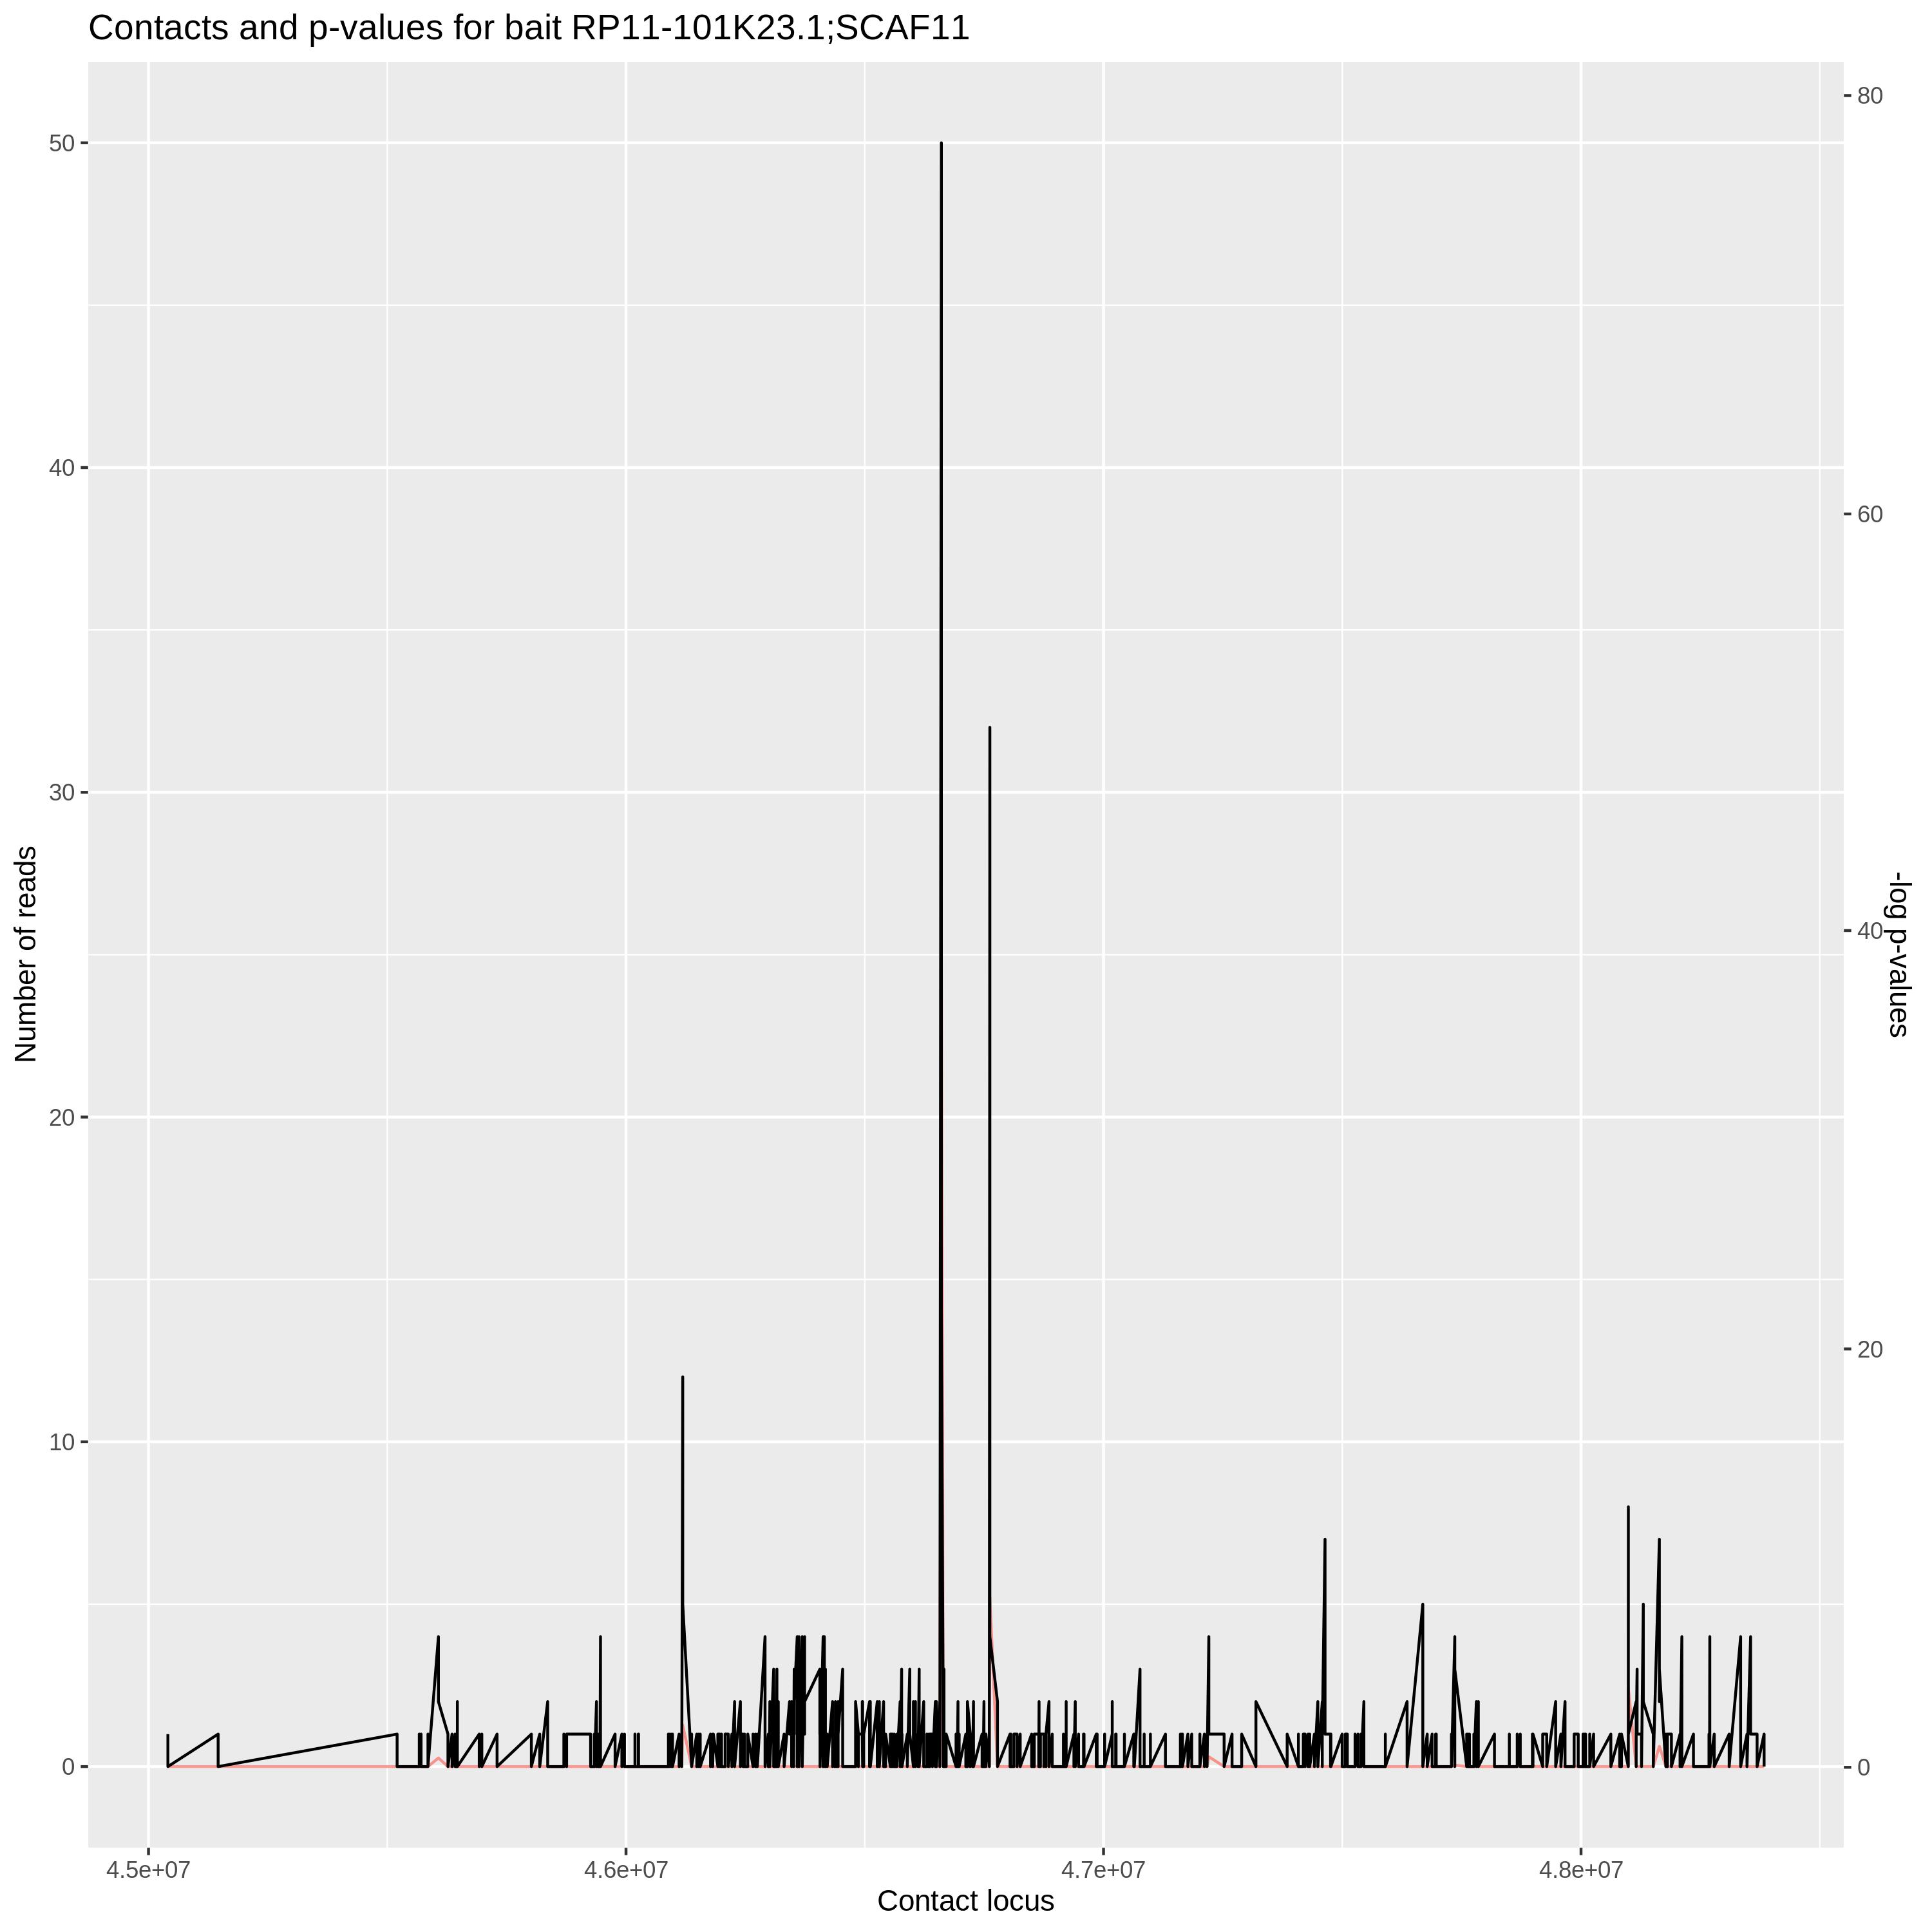 Contacts and p-values for bait RP11-101K23.1;SCAF11
50
40
30
20
10
0
Number of reads
80
60
40
20
0
-log p-values
4.5e+07 4.6e+07 4.7e+07 4.8e+07
Contact locus